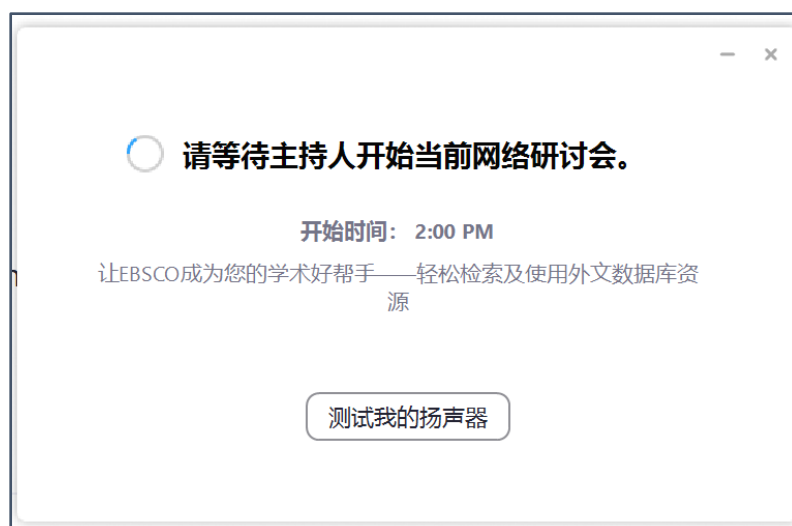 请等待主持人开始当前网络研讨会。
开始时间： 2:00 PM
让EBSCO成为您的学术好帮手——轻松检索及使用外文数据库资
源
测试我的扬声器